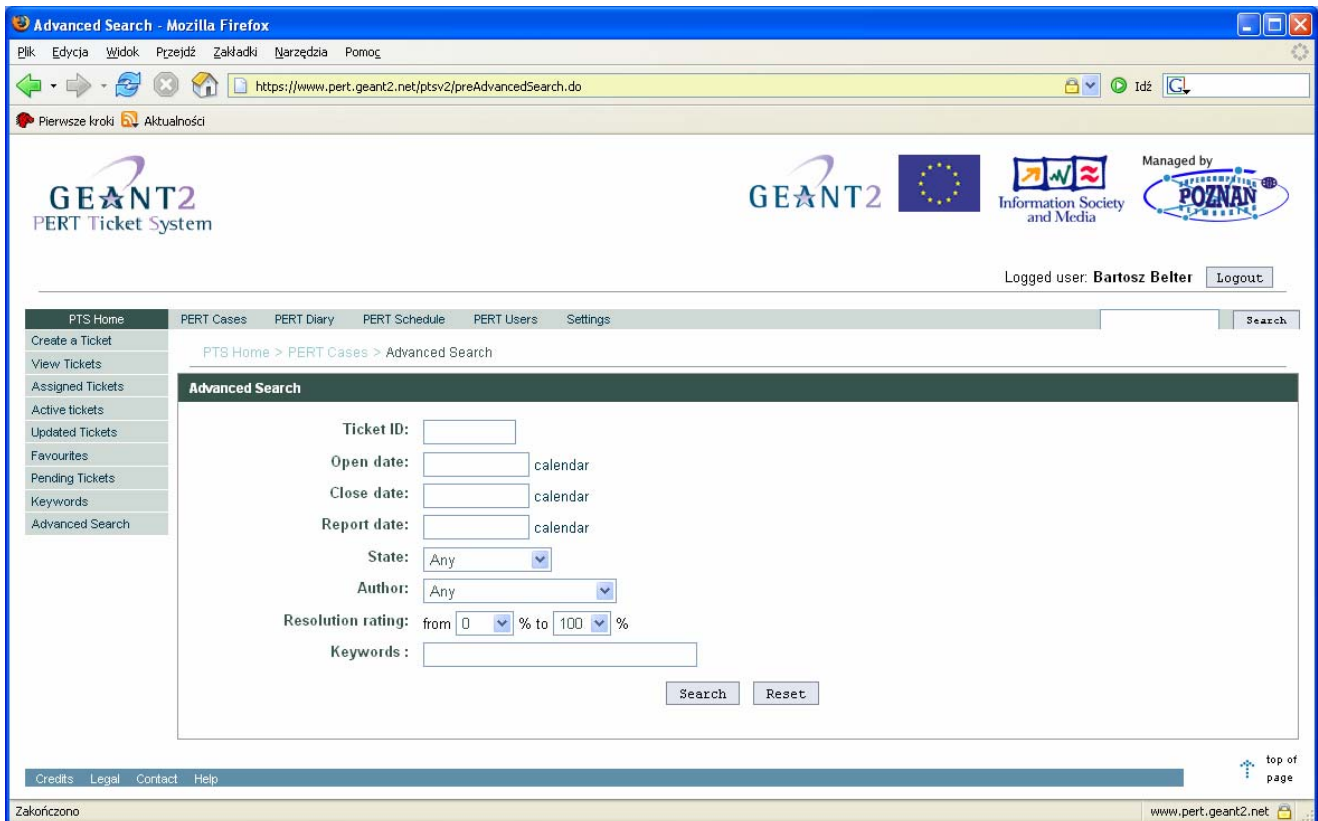 Advanced Search - Mozilla Firefox
Plik Edycja Widok Przejdź Zakładki Narzędzia Pomoc
https://www.pert.geant2.net/ptsv2/preAdvancedSearch.do Idź G
Pierwsze kroki Aktualności
GEANT2
PERT Ticket System
GEANT2
Information Society
and Media
Managed by
SUPERCOMPUTING
POZNAŃ
NETWORKING
Logged user: Bartosz Belter Logout
PTS Home PERT Cases PERT Diary PERT Schedule PERT Users Settings Search
Create a Ticket
View Tickets
Assigned Tickets
Active tickets
Updated Tickets
Favourites
Pending Tickets
Keywords
Advanced Search
PTS Home > PERT Cases > Advanced Search
Advanced Search
Ticket ID:
Open date: calendar
Close date: calendar
Report date: calendar
State: Any
Author: Any
Resolution rating: from 0 % to 100 %
Keywords :
Search Reset
top of
page
Credits Legal Contact Help
Zakończono www.pert.geant2.net